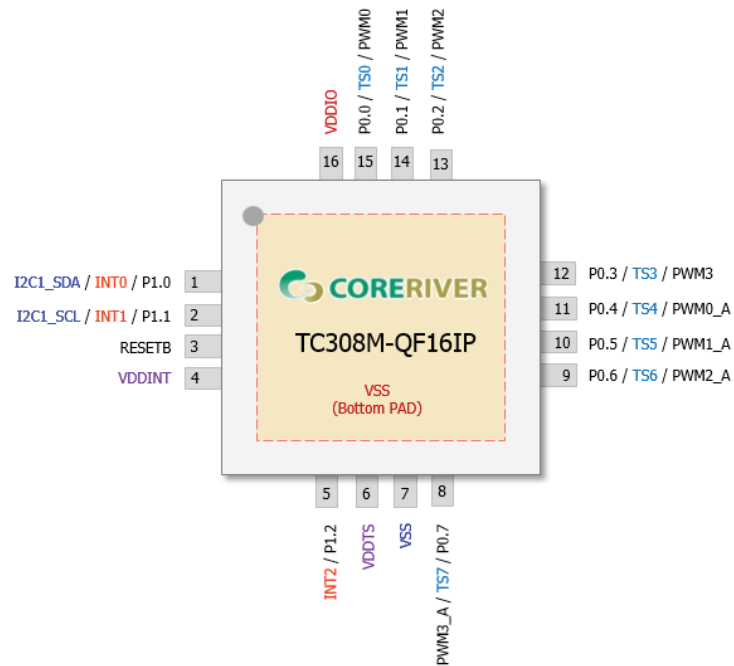 VDDIO
P0.0 / TS0 / PWM0
P0.1 / TS1 / PWM1
P0.2 / TS2 / PWM2
16
15
14
13
I2C1_SDA / INT0 / P1.0
1
I2C1_SCL / INT1 / P1.1
2
RESETB
3
VDDINT
4
CORERIVER
TC308M-QF16IP
VSS
(Bottom PAD)
12
P0.3 / TS3 / PWM3
11
P0.4 / TS4 / PWM0_A
10
P0.5 / TS5 / PWM1_A
9
P0.6 / TS6 / PWM2_A
5
6
7
8
INT2 / P1.2
VDDTS
VSS
PWM3_A / TS7 / P0.7